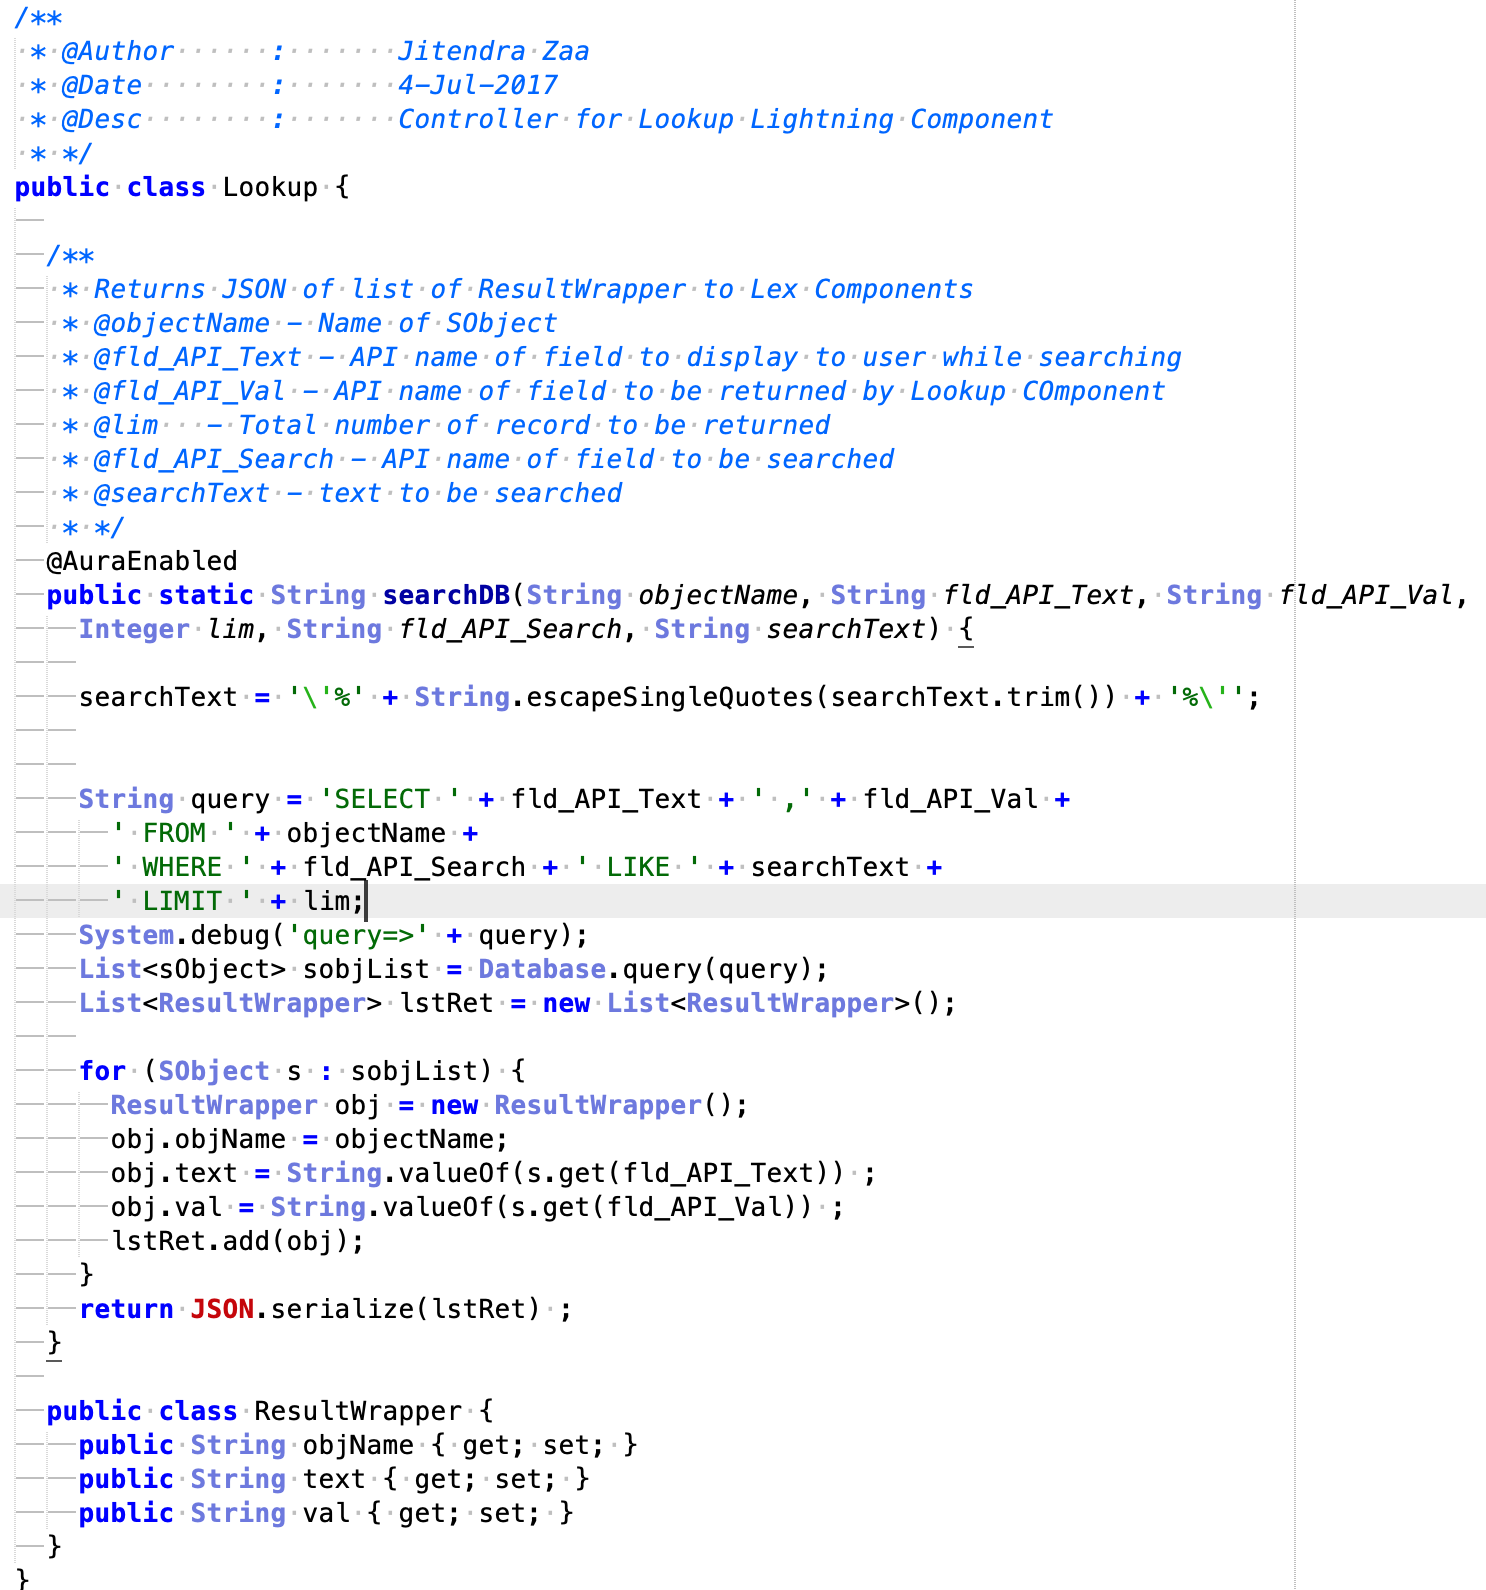 /**
 * @Author      :       Jitendra Zaa
 * @Date        :       4-Jul-2017
 * @Desc        :       Controller for Lookup Lightning Component
 * */
public class Lookup {

  /**
   * Returns JSON of list of ResultWrapper to Lex Components
   * @objectName - Name of SObject
   * @fld_API_Text - API name of field to display to user while searching
   * @fld_API_Val - API name of field to be returned by Lookup COmponent
   * @lim   - Total number of record to be returned
   * @fld_API_Search - API name of field to be searched
   * @searchText - text to be searched
   * */
  @AuraEnabled
  public static String searchDB(String objectName, String fld_API_Text, String fld_API_Val,
    Integer lim, String fld_API_Search, String searchText) {

    searchText = '\'%' + String.escapeSingleQuotes(searchText.trim()) + '%\'';


    String query = 'SELECT ' + fld_API_Text + ' ,' + fld_API_Val +
      ' FROM ' + objectName +
      ' WHERE ' + fld_API_Search + ' LIKE ' + searchText +
      ' LIMIT ' + lim;
    System.debug('query=>' + query);
    List<sObject> sobjList = Database.query(query);
    List<ResultWrapper> lstRet = new List<ResultWrapper>();

    for (SObject s : sobjList) {
      ResultWrapper obj = new ResultWrapper();
      obj.objName = objectName;
      obj.text = String.valueOf(s.get(fld_API_Text)) ;
      obj.val = String.valueOf(s.get(fld_API_Val)) ;
      lstRet.add(obj);
    }
    return JSON.serialize(lstRet) ;
  }

  public class ResultWrapper {
    public String objName { get; set; }
    public String text { get; set; }
    public String val { get; set; }
  }
}